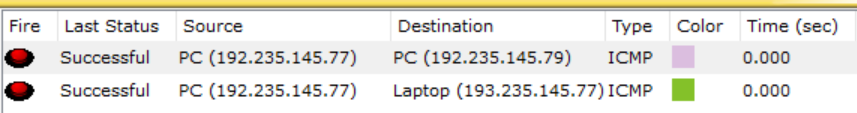 Fire Last Status Source Destination Type Color Time (sec)
Successful PC (192.235.145.77) PC (192.235.145.79) ICMP 0.000
Successful PC (192.235.145.77) Laptop (193.235.145.77) ICMP 0.000